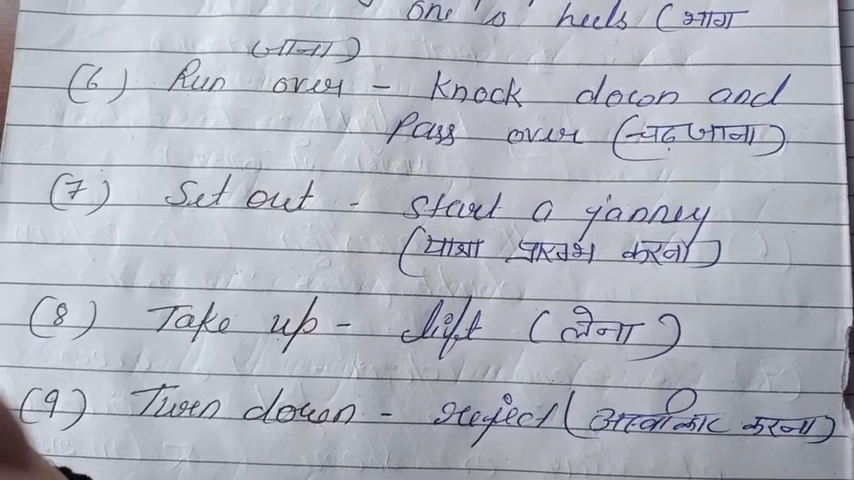 one's heels (भाग
जाना)
(6) Run over - Knock down and
Pass over (चढ़ जाना)
(7) Set out - start a janney
(यात्रा प्रारम्भ करना)
(8) Take up - lift (लेना)
(9) Turn down - reject (अस्वीकार करना)